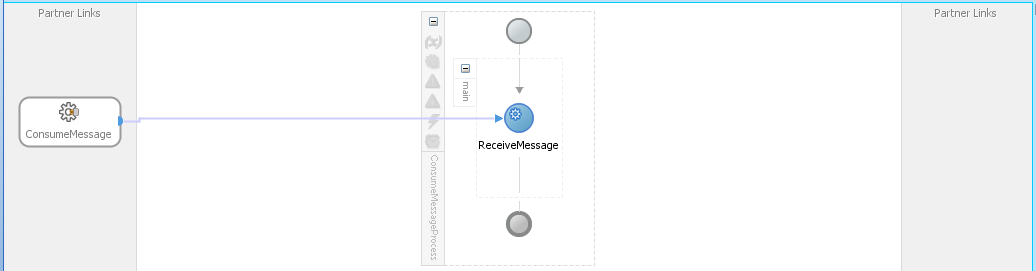 Partner Links
Partner Links
(x)
main
ConsumeMessage
ReceiveMessage
ConsumeMessageProcess